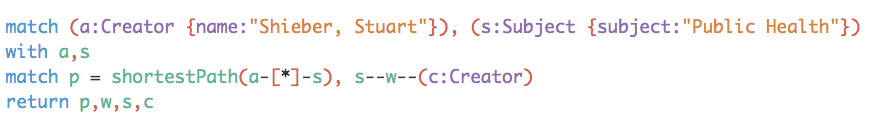 match (a:Creator {name:"Shieber, Stuart"}), (s:Subject {subject:"Public Health"})
with a,s
match p = shortestPath(a-[*]-s), s--w--(c:Creator)
return p,w,s,c